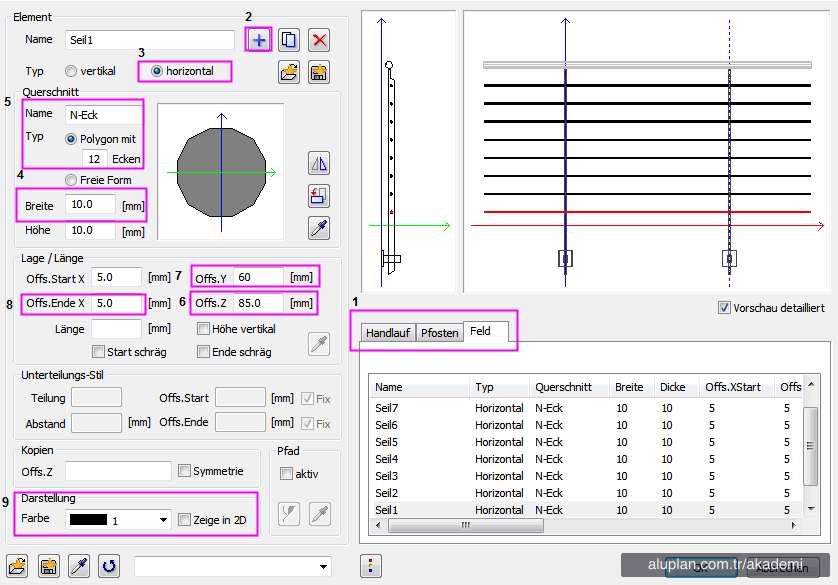 Element
2
Name Seil1
3
Typ vertikal horizontal
Querschnitt
5
Name N-Eck
Typ Polygon mit
12 Ecken
4
Freie Form
Breite 10.0 [mm]
Höhe 10.0 [mm]
Lage / Länge
Offs.Start X 5.0 [mm] 7 Offs.Y 60 [mm]
8 Offs.Ende X 5.0 [mm] 6 Offs.Z 85.0 [mm]
Länge [mm] Höhe vertikal
Start schräg Ende schräg
Unterteilungs-Stil
Teilung Offs.Start [mm] Fix
Abstand [mm] Offs.Ende [mm] Fix
Kopien
Offs.Z Symmetrie
Pfad
aktiv
9 Darstellung
Farbe 1 Zeige in 2D
Vorschau detailliert
1
Handlauf Pfosten Feld
Name Typ Querschnitt Breite Dicke Offs.XStart Offs
Seil7 Horizontal N-Eck 10 10 5 5
Seil6 Horizontal N-Eck 10 10 5 5
Seil5 Horizontal N-Eck 10 10 5 5
Seil4 Horizontal N-Eck 10 10 5 5
Seil3 Horizontal N-Eck 10 10 5 5
Seil2 Horizontal N-Eck 10 10 5 5
Seil1 Horizontal N-Eck 10 10 5 5
OK Abbrechen
aluplan.com.tr/akademi